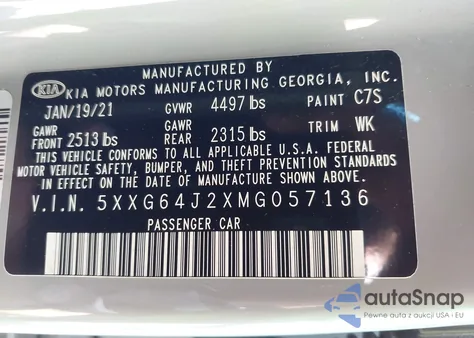 MANUFACTURED BY
KIA KIA MOTORS MANUFACTURING GEORGIA, INC.
JAN/19/21 GVWR 4497 lbs PAINT C7S
GAWR FRONT 2513 lbs GAWR REAR 2315 lbs TRIM WK
THIS VEHICLE CONFORMS TO ALL APPLICABLE U.S.A. FEDERAL
MOTOR VEHICLE SAFETY, BUMPER, AND THEFT PREVENTION STANDARDS
IN EFFECT ON THE DATE OF MANUFACTURE SHOWN ABOVE
V.I.N. 5XXG64J2XMG057136
PASSENGER CAR
autoSnap
Pewne auta z aukcji USA i EU